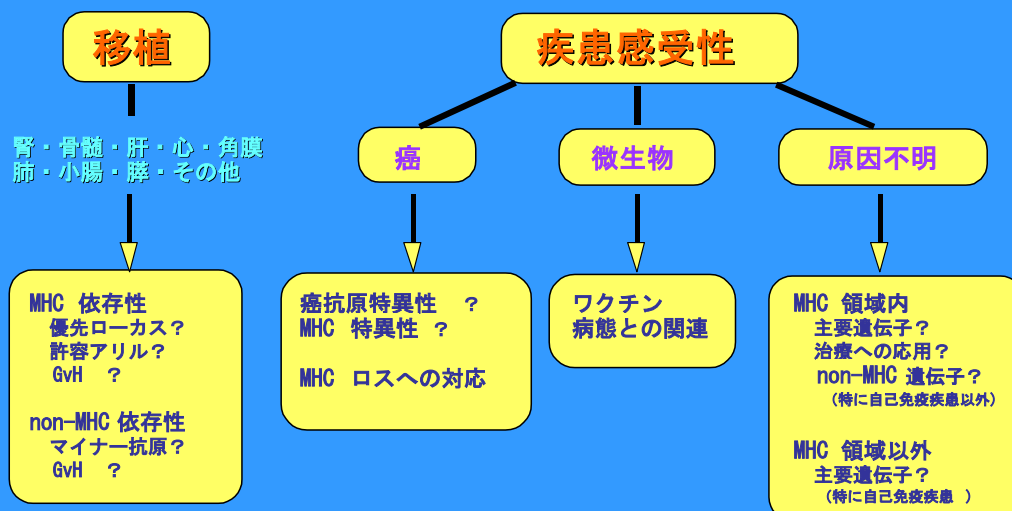 移植
腎・骨髄・肝・心・角膜
肺・小腸・膵・その他
MHC 依存性
優先ローカス？
許容アリル？
GvH ？
non-MHC 依存性
マイナー抗原？
GvH ？
疾患感受性
癌
癌抗原特異性 ？
MHC 特異性 ？
MHC ロスへの対応
微生物
ワクチン
病態との関連
原因不明
MHC 領域内
主要遺伝子？
治療への応用？
non-MHC 遺伝子？
（特に自己免疫疾患以外）
MHC 領域以外
主要遺伝子？
（特に自己免疫疾患 ）